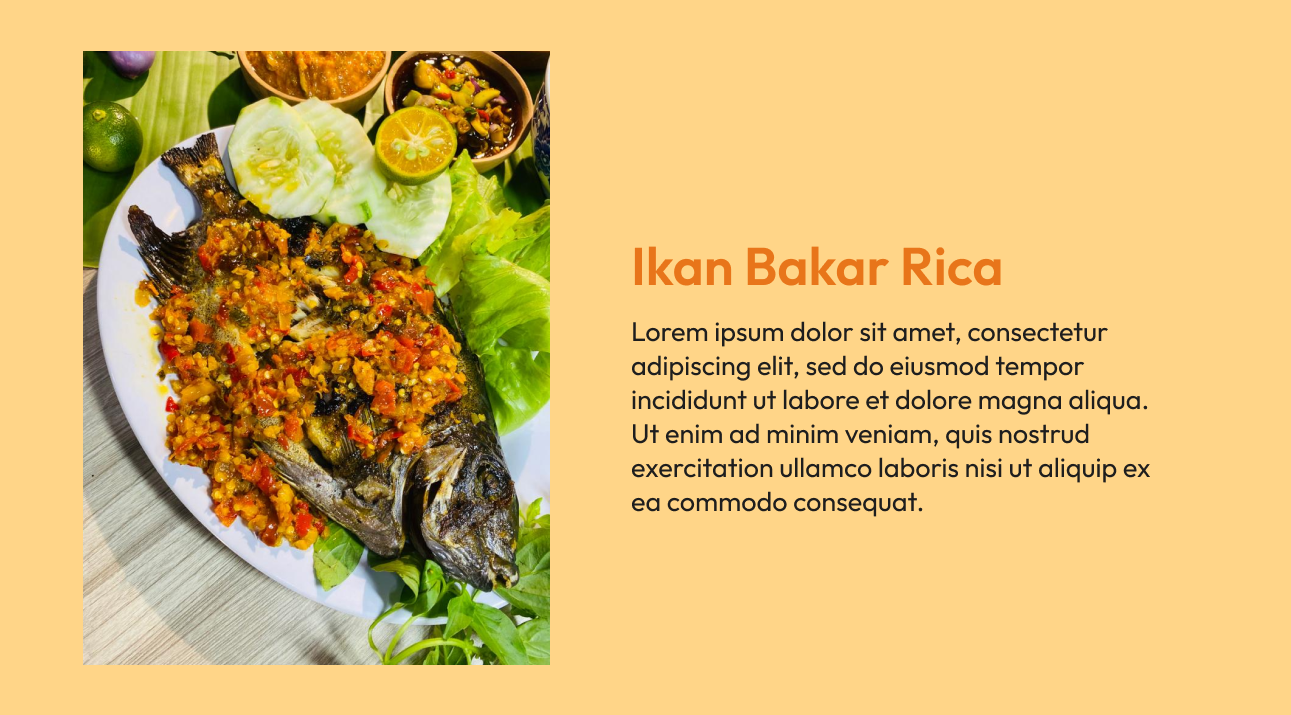 Ikan Bakar Rica
Lorem ipsum dolor sit amet, consectetur
adipiscing elit, sed do eiusmod tempor
incididunt ut labore et dolore magna aliqua.
Ut enim ad minim veniam, quis nostrud
exercitation ullamco laboris nisi ut aliquip ex
ea commodo consequat.